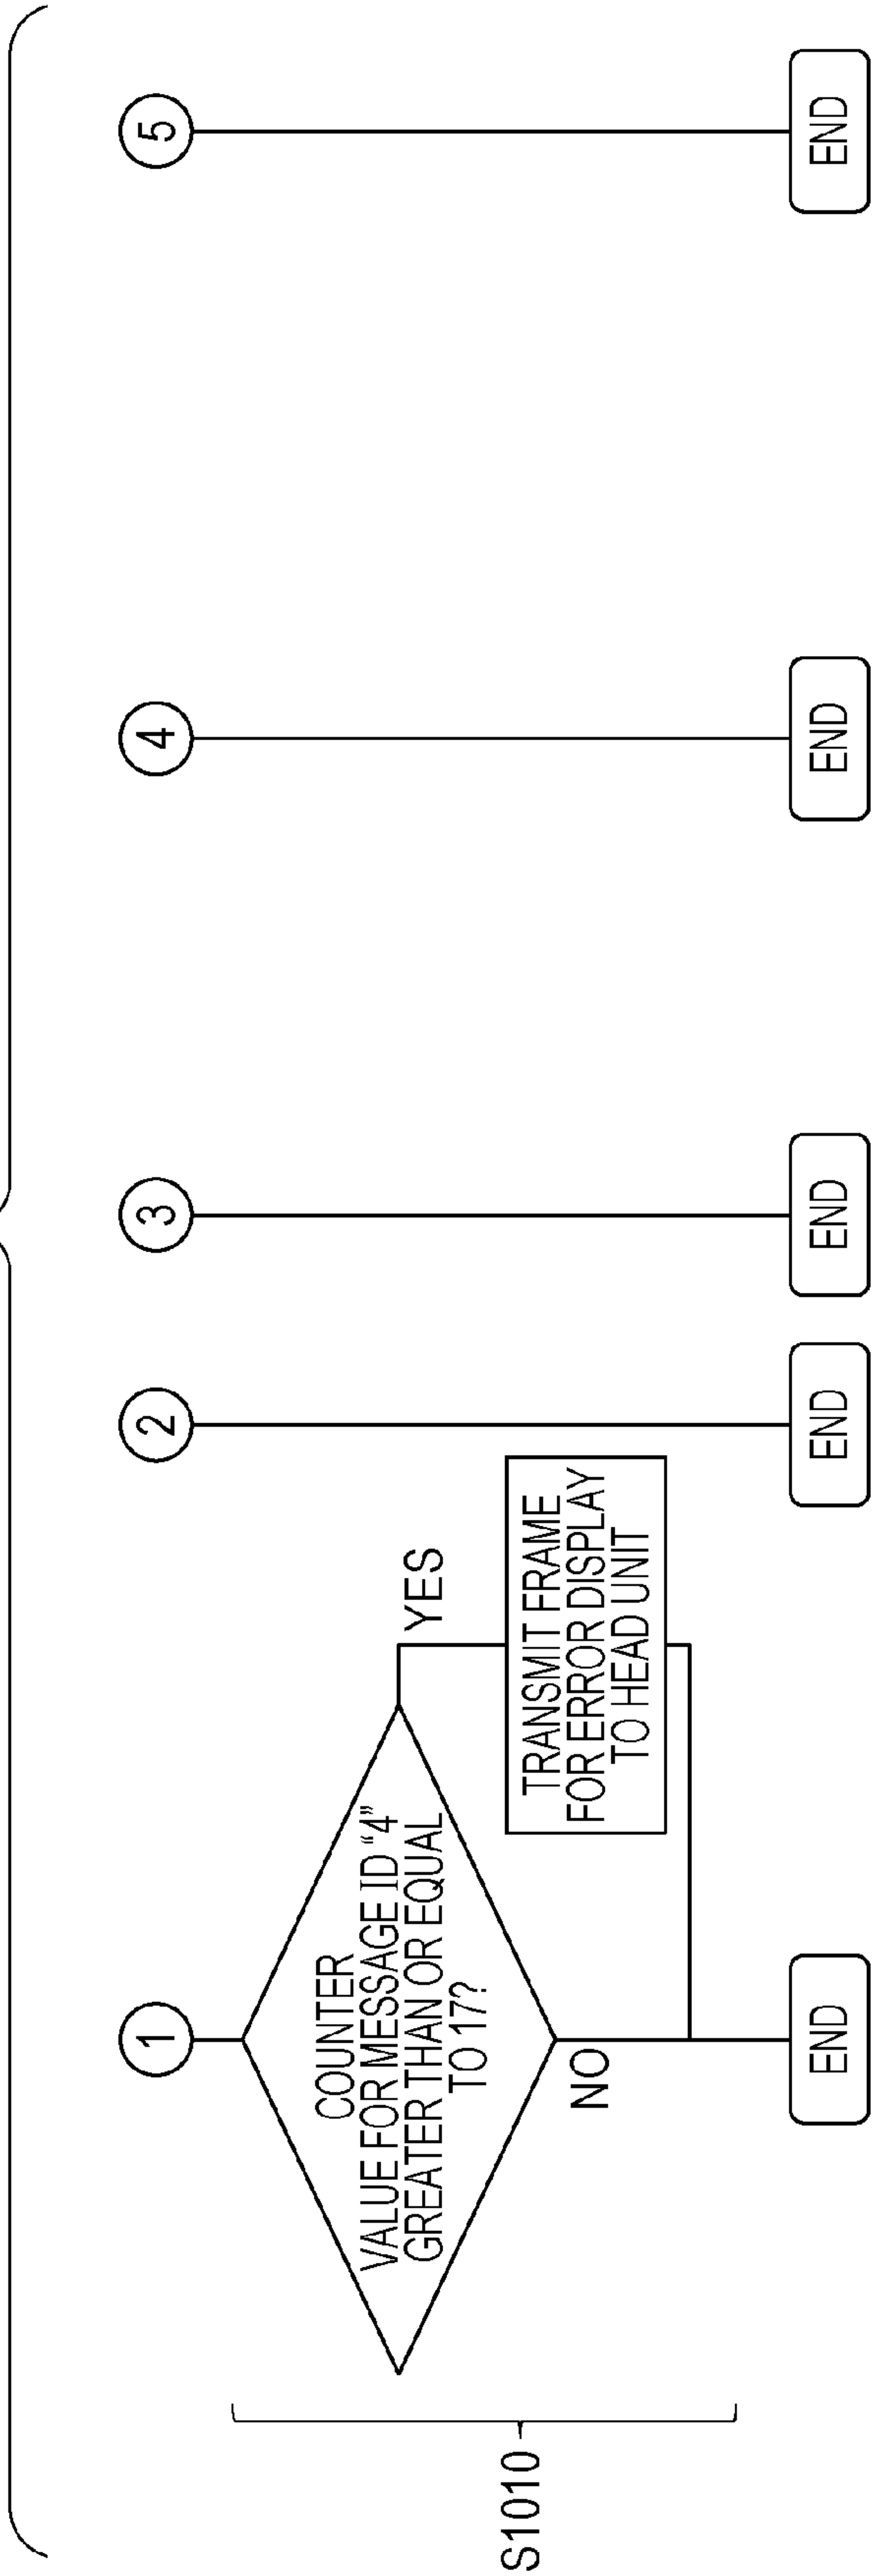 1
2
3
4
5
S1010
COUNTER
VALUE FOR MESSAGE ID “4”
GREATER THAN OR EQUAL
TO 17?
YES
NO
TRANSMIT FRAME
FOR ERROR DISPLAY
TO HEAD UNIT
END
END
END
END
END